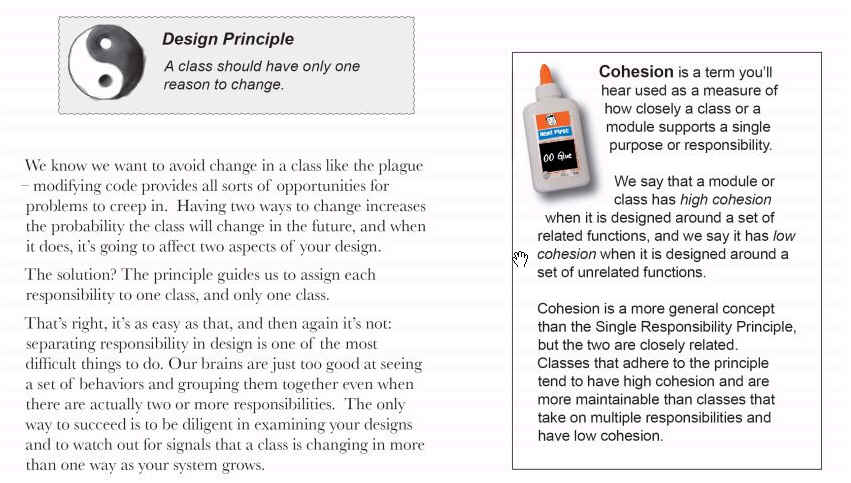 Design Principle
A class should have only one
reason to change.
We know we want to avoid change in a class like the plague
– modifying code provides all sorts of opportunities for
problems to creep in. Having two ways to change increases
the probability the class will change in the future, and when
it does, it's going to affect two aspects of your design.
The solution? The principle guides us to assign each
responsibility to one class, and only one class.
That's right, it's as easy as that, and then again it's not:
separating responsibility in design is one of the most
difficult things to do. Our brains are just too good at seeing
a set of behaviors and grouping them together even when
there are actually two or more responsibilities. The only
way to succeed is to be diligent in examining your designs
and to watch out for signals that a class is changing in more
than one way as your system grows.
Head First
OO Glue
Cohesion is a term you'll
hear used as a measure of
how closely a class or a
module supports a single
purpose or responsibility.
We say that a module or
class has high cohesion
when it is designed around a set of
related functions, and we say it has low
cohesion when it is designed around a
set of unrelated functions.
Cohesion is a more general concept
than the Single Responsibility Principle,
but the two are closely related.
Classes that adhere to the principle
tend to have high cohesion and are
more maintainable than classes that
take on multiple responsibilities and
have low cohesion.